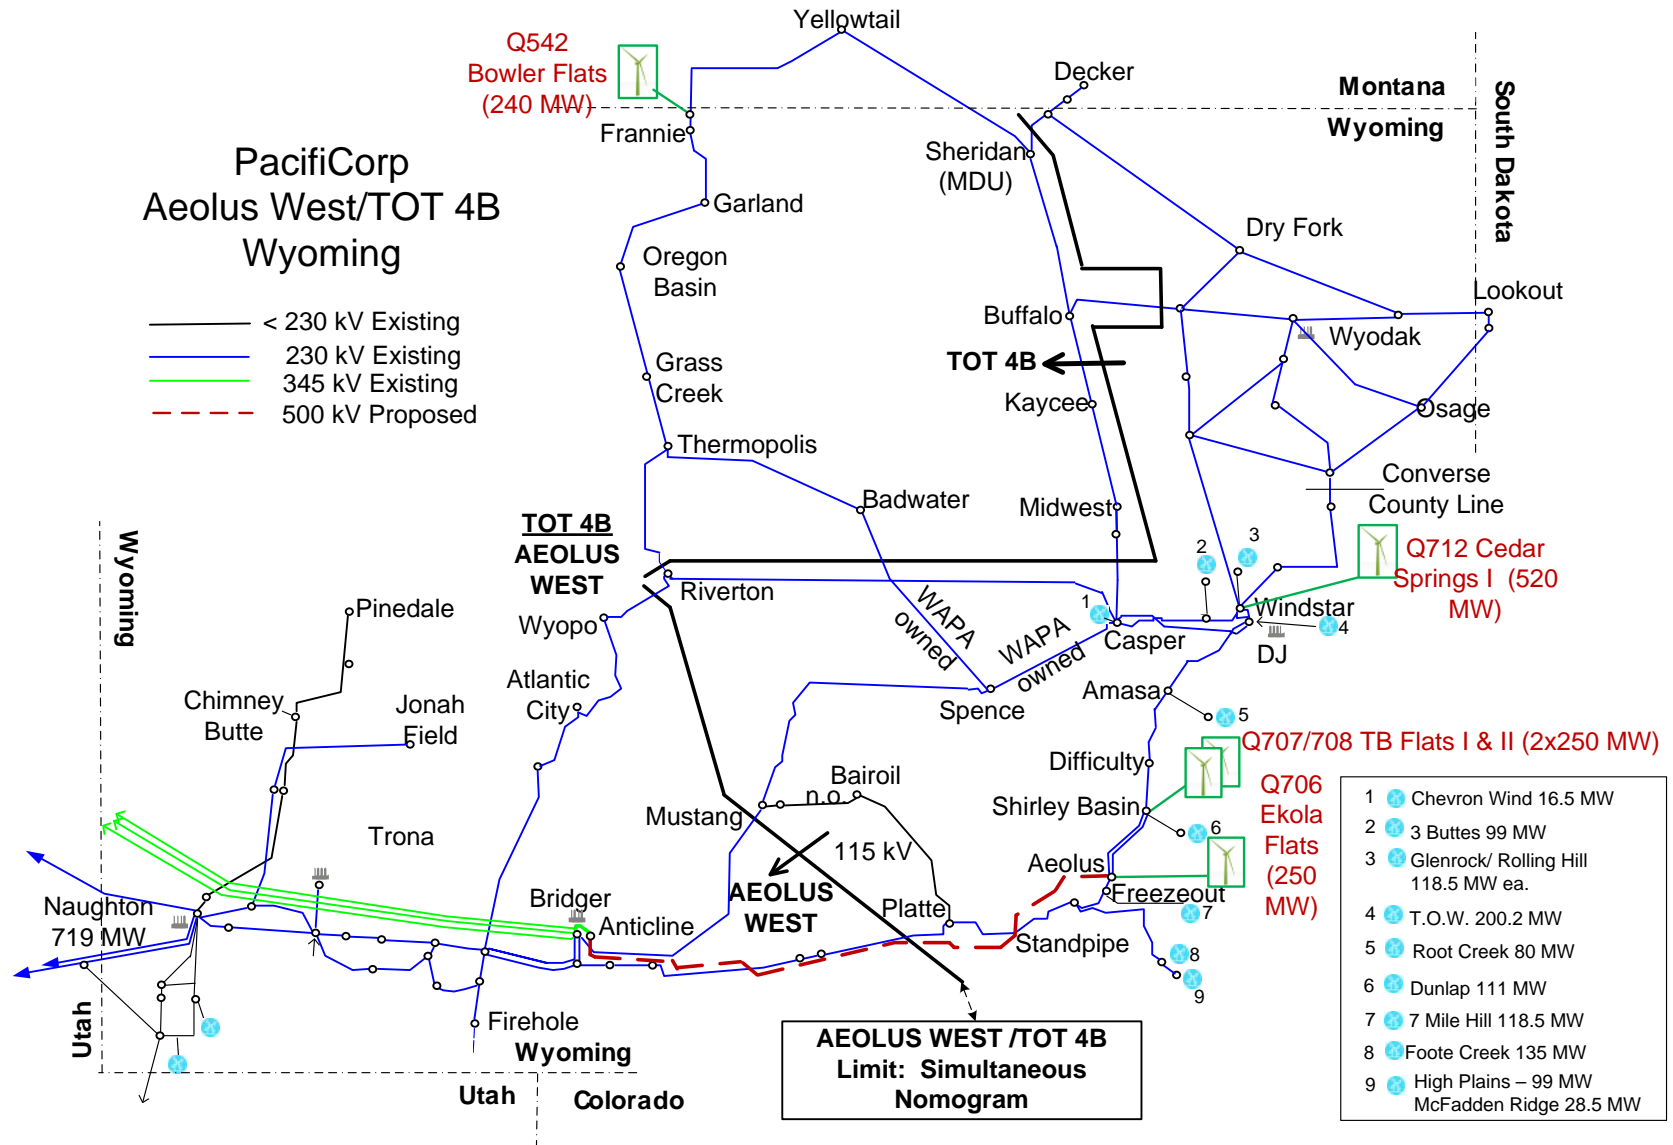 Yellowtail
Q542
Bowler Flats
(240 MW)
Decker
Montana
Wyoming
South Dakota
Frannie
Sheridan
(MDU)
PacifiCorp
Aeolus West/TOT 4B
Wyoming
Garland
Dry Fork
Oregon
Basin
Lookout
< 230 kV Existing
230 kV Existing
345 kV Existing
500 kV Proposed
Buffalo
Wyodak
TOT 4B
Grass
Creek
Kaycee
Osage
Thermopolis
Converse
County Line
Badwater
Midwest
TOT 4B
AEOLUS
WEST
Wyoming
2
3
Q712 Cedar
Springs I (520
MW)
Riverton
WAPA
owned
WAPA
owned
1
Casper
Windstar
4
DJ
Pinedale
Wyopo
Atlantic
City
Amasa
5
Spence
Chimney
Butte
Jonah
Field
Q707/708 TB Flats I & II (2x250 MW)
Difficulty
Bairoil
n.o.
Shirley Basin
Q706
Ekola
Flats
(250
MW)
Mustang
6
Trona
115 kV
Aeolus
AEOLUS
WEST
Freezeout
7
Naughton
719 MW
Bridger
Anticline
Platte
Standpipe
8
9
Firehole
Utah
Wyoming
Utah
Colorado
AEOLUS WEST /TOT 4B
Limit: Simultaneous
Nomogram
1 Chevron Wind 16.5 MW
2 3 Buttes 99 MW
3 Glenrock/ Rolling Hill
118.5 MW ea.
4 T.O.W. 200.2 MW
5 Root Creek 80 MW
6 Dunlap 111 MW
7 7 Mile Hill 118.5 MW
8 Foote Creek 135 MW
9 High Plains – 99 MW
McFadden Ridge 28.5 MW